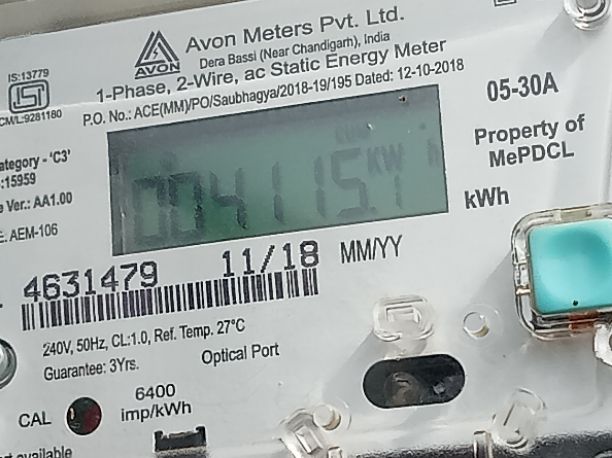 Avon Meters Pvt. Ltd.
Dera Bassi (Near Chandigarh), India
AVON
1-Phase, 2-Wire, ac Static Energy Meter
P.O. No.: ACE(MM)/PO/Saubhagya/2018-19/195 Dated: 12-10-2018
IS:13779
CM/L:9281180
05-30A
Property of
MePDCL
ategory - 'C3'
:15959
e Ver.: AA1.00
E: AEM-106
CUM
kW h
004115.1
kWh
4631479
11/18 MM/YY
240V, 50Hz, CL:1.0, Ref. Temp. 27°C
Guarantee: 3Yrs.
Optical Port
CAL
6400
imp/kWh
t available